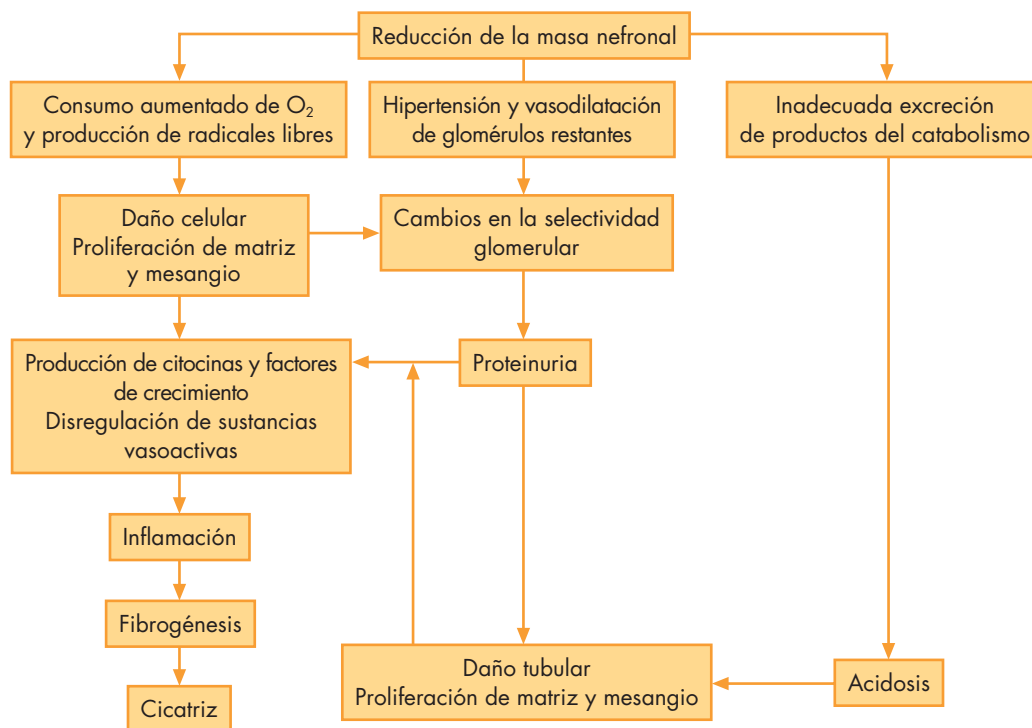 Reducción de la masa nefronal
Consumo aumentado de O₂
y producción de radicales libres
Hipertensión y vasodilatación
de glomérulos restantes
Inadecuada excreción
de productos del catabolismo
Daño celular
Proliferación de matriz
y mesangio
Cambios en la selectividad
glomerular
Producción de citocinas y factores
de crecimiento
Disregulación de sustancias
vasoactivas
Proteinuria
Inflamación
Fibrogénesis
Cicatriz
Daño tubular
Proliferación de matriz y mesangio
Acidosis